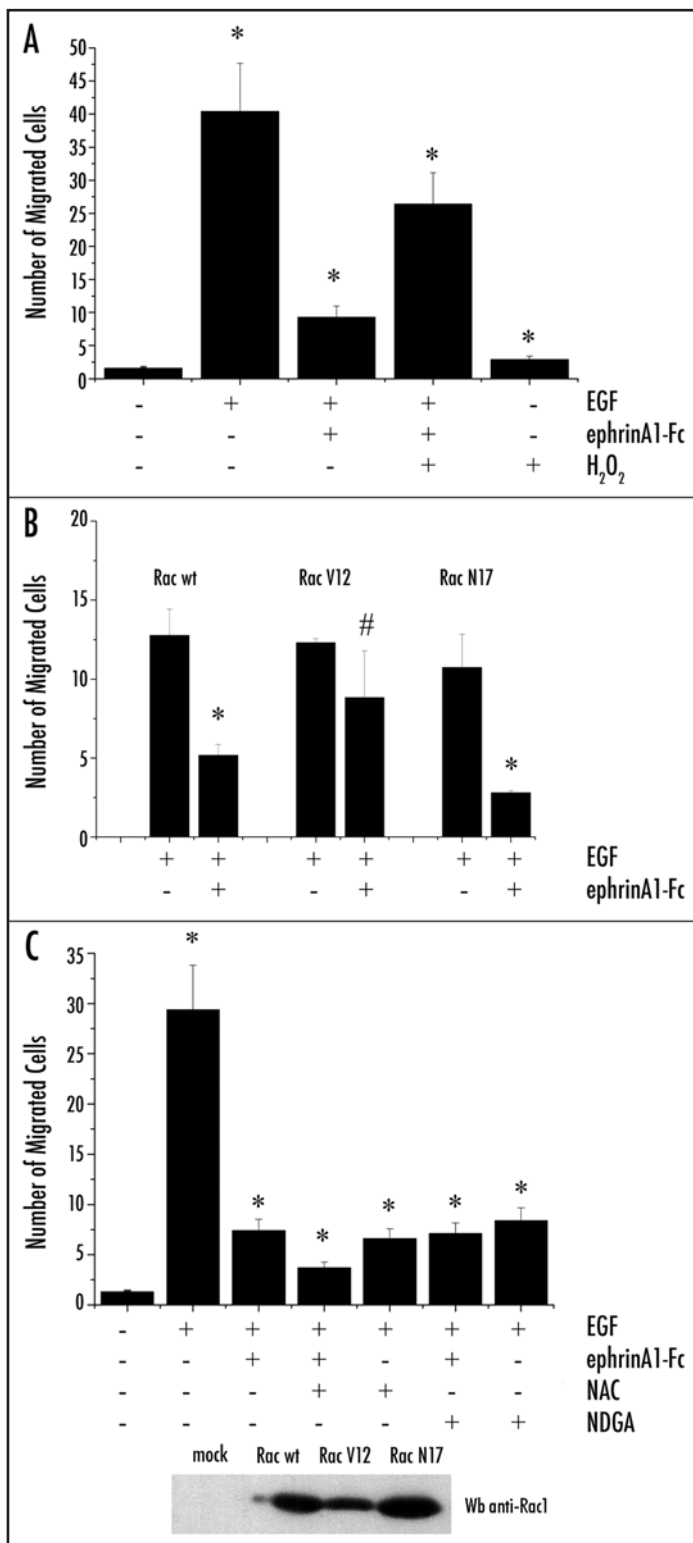 A
*
50
45
40
35
30
25
20
15
10
5
0
Number of Migrated Cells
* * *
- + + + - EGF
- - + + - ephrinA1-Fc
- - - + + H2O2
B
20
15
10
5
0
Number of Migrated Cells
Rac wt Rac V12 Rac N17
* # *
+ + + + + + EGF
- + - + - + ephrinA1-Fc
C
*
35
30
25
20
15
10
5
0
Number of Migrated Cells
* * * * *
- + + + + + + EGF
- - + + - + - ephrinA1-Fc
- - - + + - - NAC
- - - - - + + NDGA
mock Rac wt Rac V12 Rac N17
Wb anti-Rac1